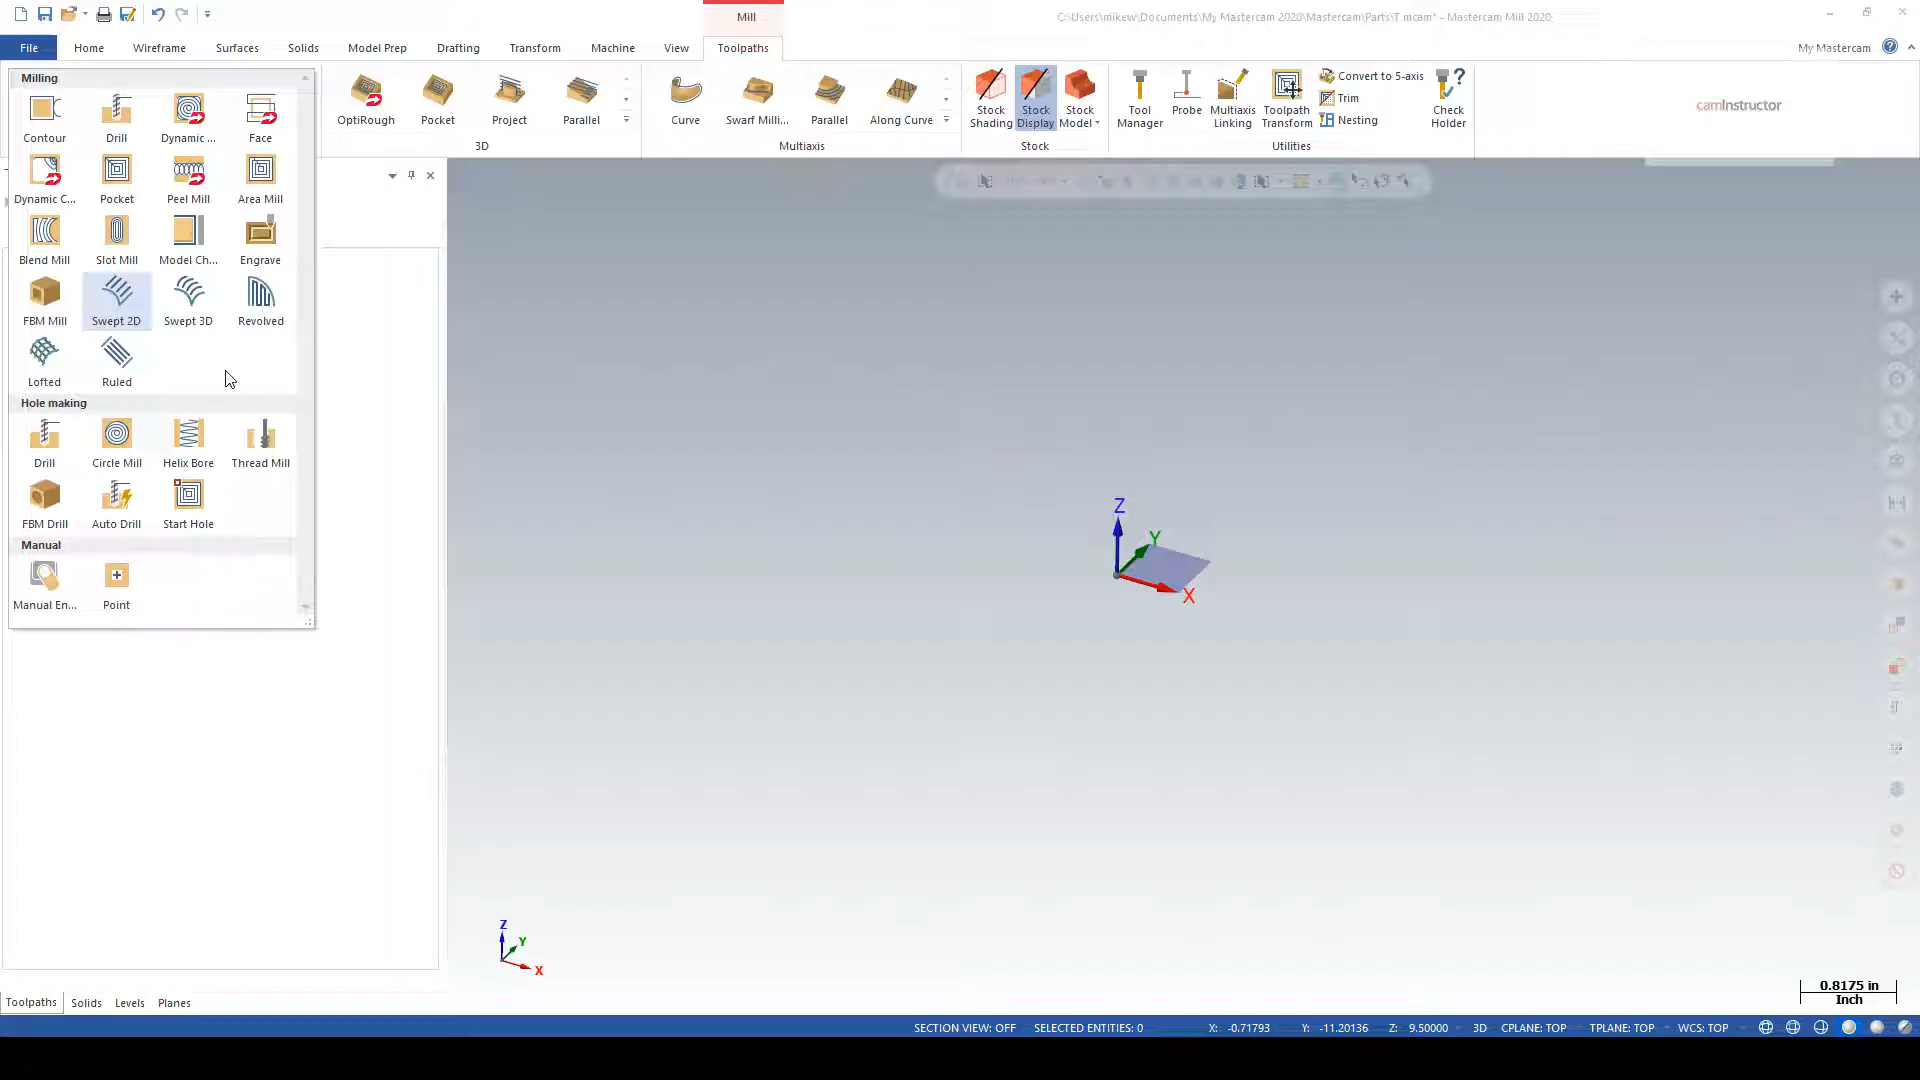 Mill
C:\Users\mikew\Documents\My Mastercam 2020\Mastercam\Parts\T.mcam* - Mastercam Mill 2020
File Home Wireframe Surfaces Solids Model Prep Drafting Transform Machine View Toolpaths My Mastercam
Milling
Contour Drill Dynamic ... Face
Dynamic C... Pocket Peel Mill Area Mill
Blend Mill Slot Mill Model Ch... Engrave
FBM Mill Swept 2D Swept 3D Revolved
Lofted Ruled
Hole making
Drill Circle Mill Helix Bore Thread Mill
FBM Drill Auto Drill Start Hole
Manual
Manual En... Point
OptiRough Pocket Project Parallel
3D
Curve Swarf Milli... Parallel Along Curve
Multiaxis
Stock Shading Stock Display Stock Model
Stock
Tool Manager Probe Multiaxis Linking Toolpath Transform
Convert to 5-axis
Trim
Nesting
Check Holder
Utilities
camInstructor
Z
Y
X
Z
Y
X
0.8175 in
Inch
Toolpaths Solids Levels Planes
SECTION VIEW: OFF SELECTED ENTITIES: 0 X: -0.71793 Y: -11.20136 Z: 9.50000 3D CPLANE: TOP TPLANE: TOP WCS: TOP